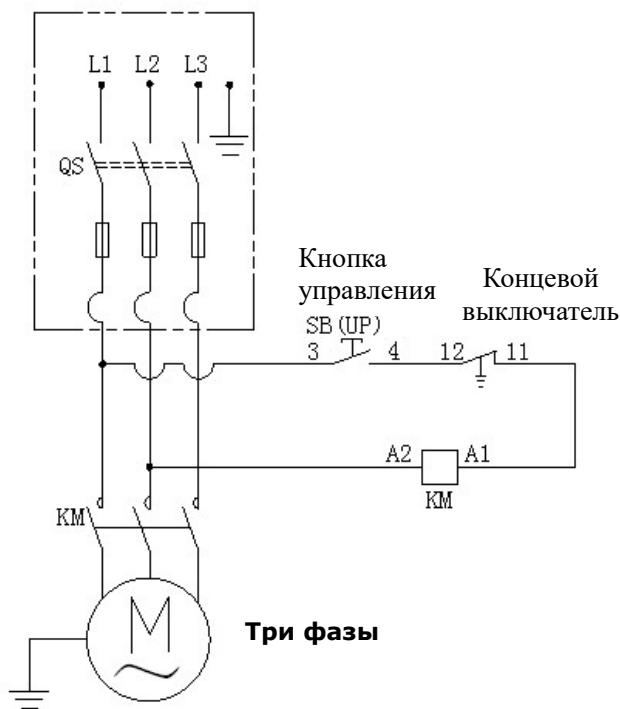 L1 L2 L3
QS
Кнопка
управления
Концевой
выключатель
SB(UP)
3 4 12 11
A2 A1
KM
KM
M
Три фазы